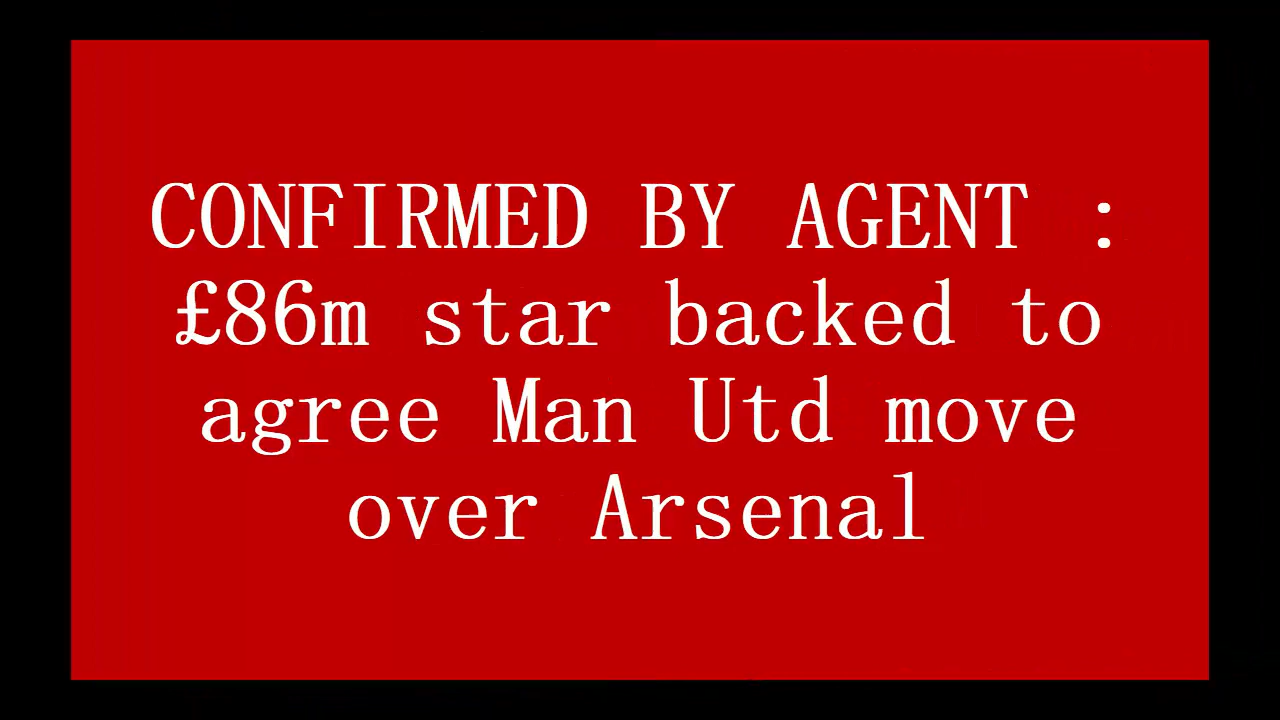 CONFIRMED BY AGENT :
£86m star backed to
agree Man Utd move
over Arsenal